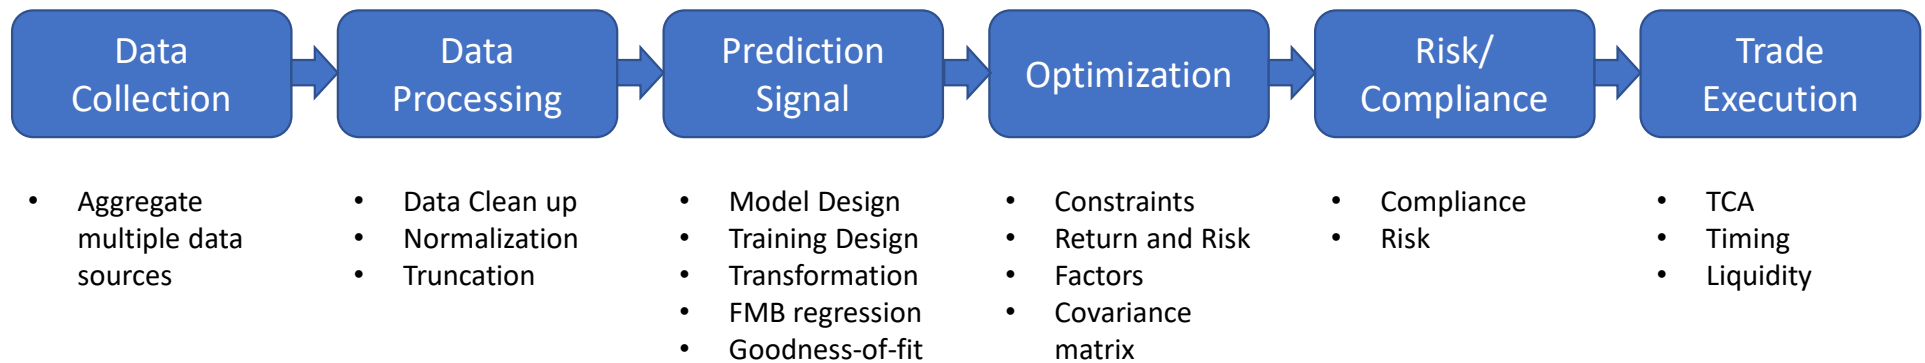 Data
Collection
Data
Processing
Prediction
Signal
Optimization
Risk/
Compliance
Trade
Execution
• Aggregate
multiple data
sources
• Data Clean up
• Normalization
• Truncation
• Model Design
• Training Design
• Transformation
• FMB regression
• Goodness-of-fit
• Constraints
• Return and Risk
• Factors
• Covariance
matrix
• Compliance
• Risk
• TCA
• Timing
• Liquidity